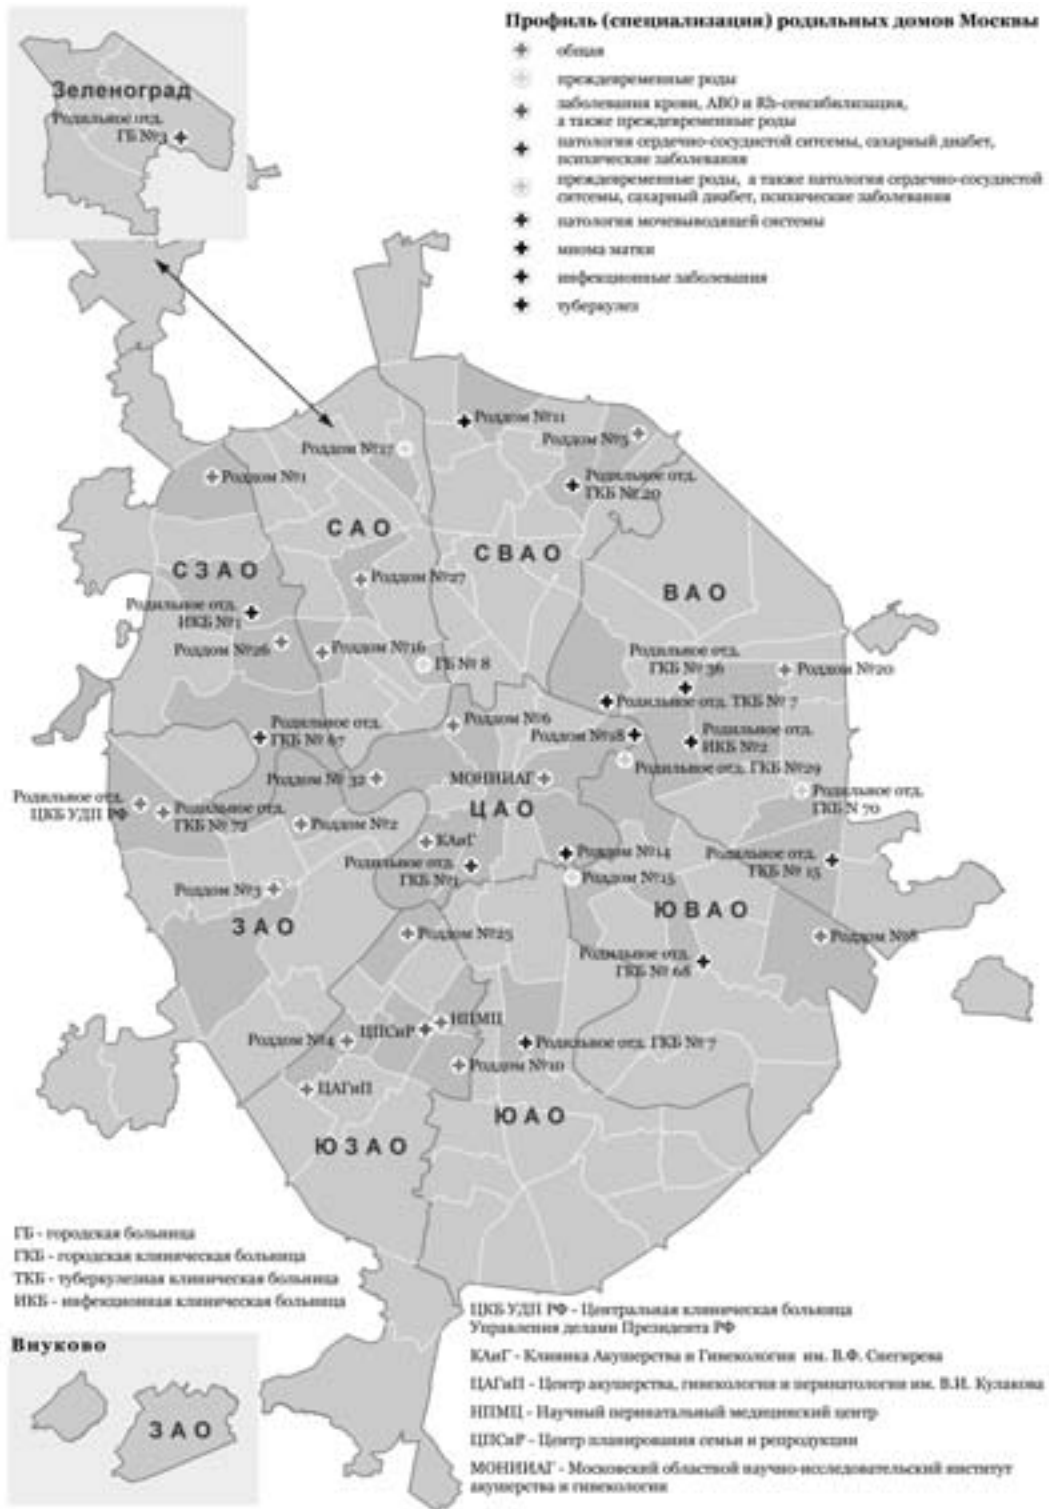 Профиль (специализация) родильных домов Москвы
общая
преждевременные роды
заболевания крови, АВО и Rh-сенсибилизация,
а также преждевременные роды
патология сердечно-сосудистой ситсемы, сахарный диабет,
психические заболевания
преждевременные роды, а также патология сердечно-сосудистой
ситсемы, сахарный диабет, психические заболевания
патология мочевыводящей системы
миома матки
инфекционные заболевания
туберкулез
Зеленоград
Родильное отд.
ГБ №3
Роддом №11
Роддом №5
Роддом №17
Роддом №1
Родильное отд.
ГКБ № 20
САО
СВАО
СЗАО
ВАО
Роддом №27
Родильное отд.
ИКБ №1
Роддом №26
Роддом №16
ГБ № 8
Родильное отд.
ГКБ № 36
Роддом №20
Родильное отд. ТКБ № 7
Роддом №6
Родильное отд.
ГКБ № 67
Роддом №18
Родильное отд.
ИКБ №2
Родильное отд. ГКБ №29
Роддом № 32
МОНИИАГ
Родильное отд.
ЦКБ УДП РФ
Родильное отд.
ГКБ № 72
Роддом №2
ЦАО
Родильное отд.
ГКБ N 70
КАиГ
Родильное отд.
ГКБ №1
Роддом №14
Родильное отд.
ГКБ № 15
Роддом №3
Роддом №15
ЮВАО
ЗАО
Роддом №25
Роддом №8
Родильное отд.
ГКБ № 68
НПМЦ
ЦПСиР
Роддом №4
Родильное отд. ГКБ № 7
Роддом №10
ЦАГиП
ЮАО
ЮЗАО
ГБ - городская больница
ГКБ - городская клиническая больница
ТКБ - туберкулезная клиническая больница
ИКБ - инфекционная клиническая больница
Внуково
ЗАО
ЦКБ УДП РФ - Центральная клиническая больница
Управления делами Президента РФ
КАиГ - Клиника Акушерства и Гинекологии им. В.Ф. Снегирева
ЦАГиП - Центр акушерства, гинекологии и перинатологии им. В.И. Кулакова
НПМЦ - Научный перинатальный медицинский центр
ЦПСиР - Центр планирования семьи и репродукции
МОНИИАГ - Московский областной научно-исследовательский институт
акушерства и гинекологии